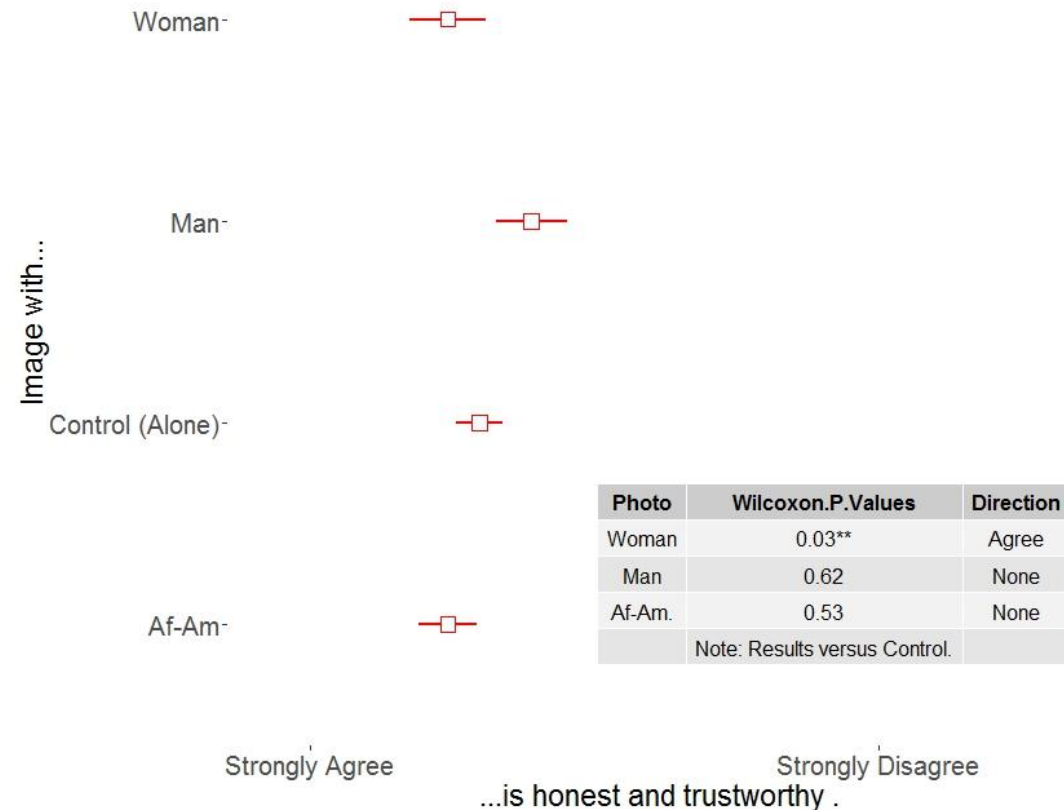 Woman
Man
Image with...
Control (Alone)
Photo Wilcoxon.P.Values Direction
Woman 0.03** Agree
Man 0.62 None
Af-Am. 0.53 None
Note: Results versus Control.
Af-Am
Strongly Agree Strongly Disagree
...is honest and trustworthy .